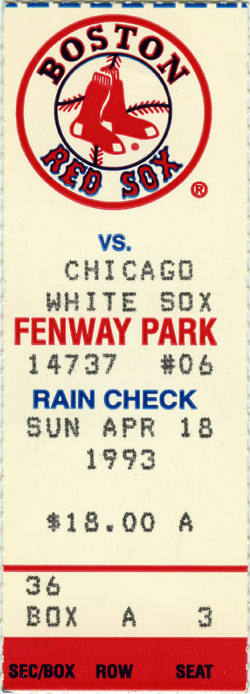 BOSTON
RED SOX
®
VS.
CHICAGO
WHITE SOX
FENWAY PARK
14737 #06
RAIN CHECK
SUN APR 18
1993
$18.00 A
36
BOX A 3
SEC/BOX ROW SEAT